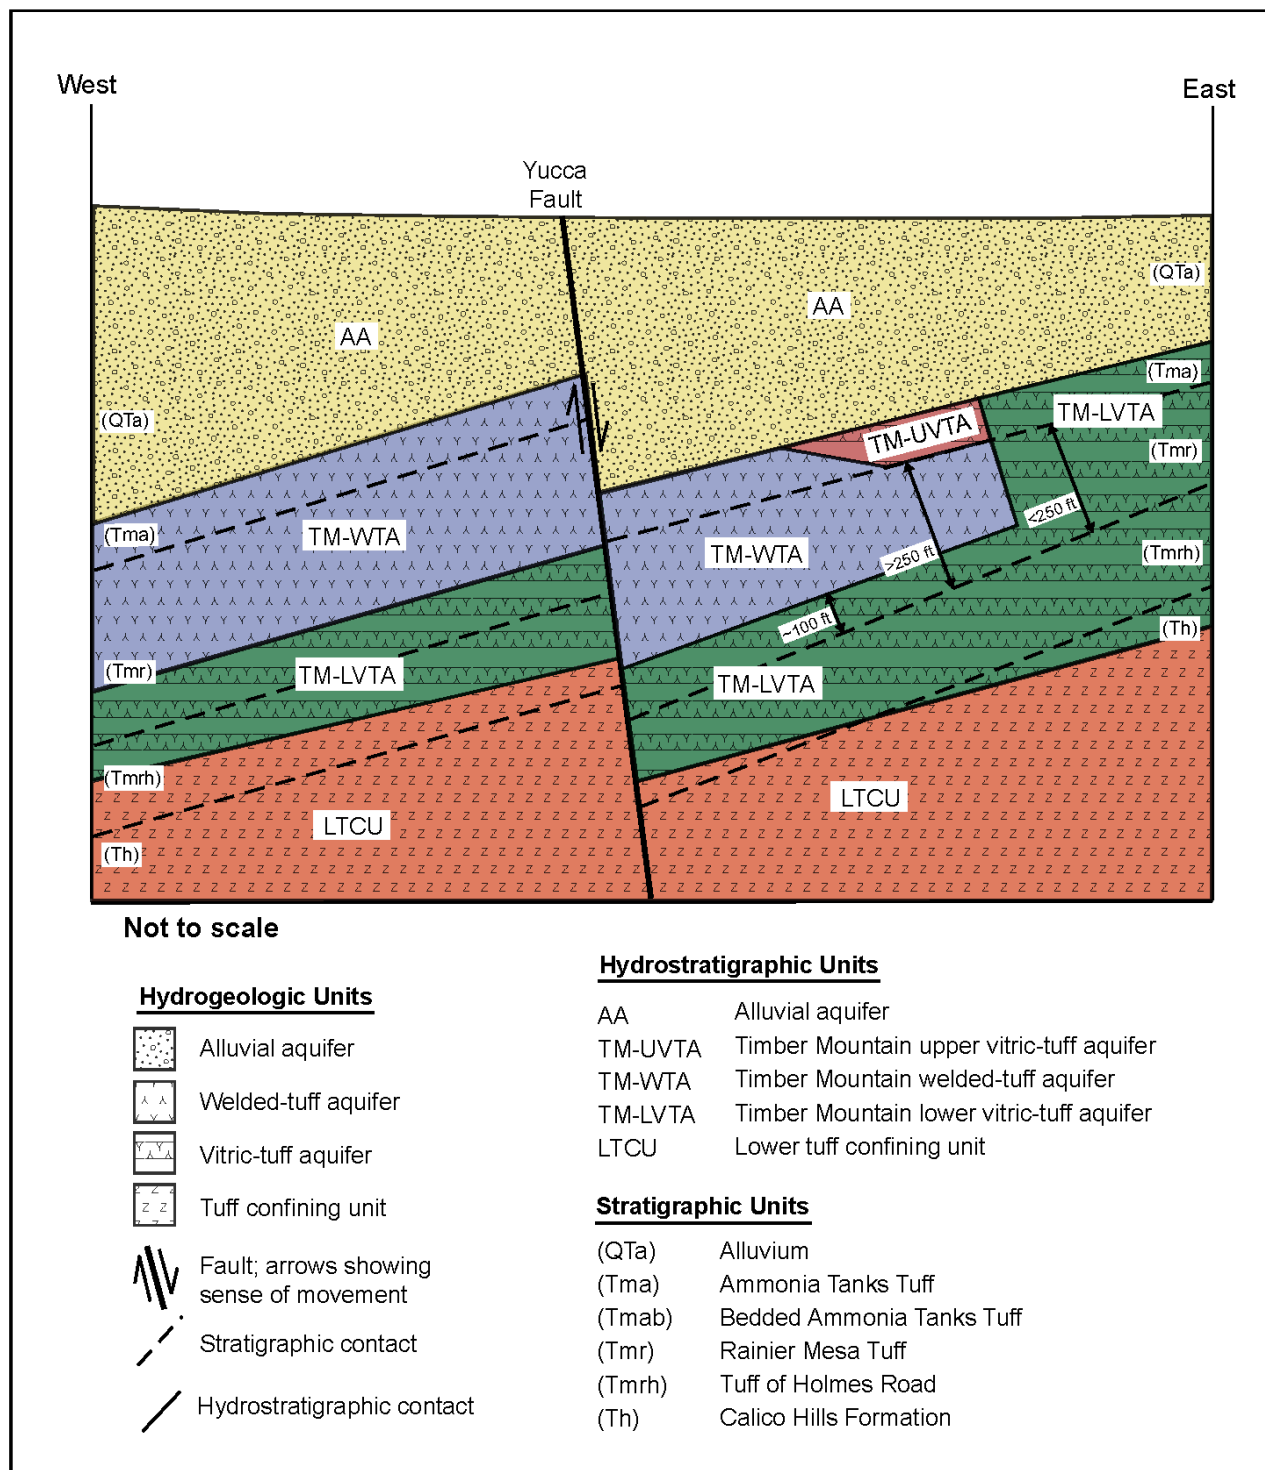 West
East
Yucca
Fault
(QTa)
AA
AA
(Tma)
(QTa)
TM-LVTA
TM-UVTA
(Tmr)
<250 ft
(Tma)
TM-WTA
TM-WTA
>250 ft
(Tmrh)
~100 ft
(Th)
(Tmr)
TM-LVTA
TM-LVTA
(Tmrh)
LTCU
LTCU
(Th)
Not to scale
Hydrogeologic Units
Alluvial aquifer
Welded-tuff aquifer
Vitric-tuff aquifer
Tuff confining unit
Fault; arrows showing
sense of movement
Stratigraphic contact
Hydrostratigraphic contact
Hydrostratigraphic Units
AA Alluvial aquifer
TM-UVTA Timber Mountain upper vitric-tuff aquifer
TM-WTA Timber Mountain welded-tuff aquifer
TM-LVTA Timber Mountain lower vitric-tuff aquifer
LTCU Lower tuff confining unit
Stratigraphic Units
(QTa) Alluvium
(Tma) Ammonia Tanks Tuff
(Tmab) Bedded Ammonia Tanks Tuff
(Tmr) Rainier Mesa Tuff
(Tmrh) Tuff of Holmes Road
(Th) Calico Hills Formation